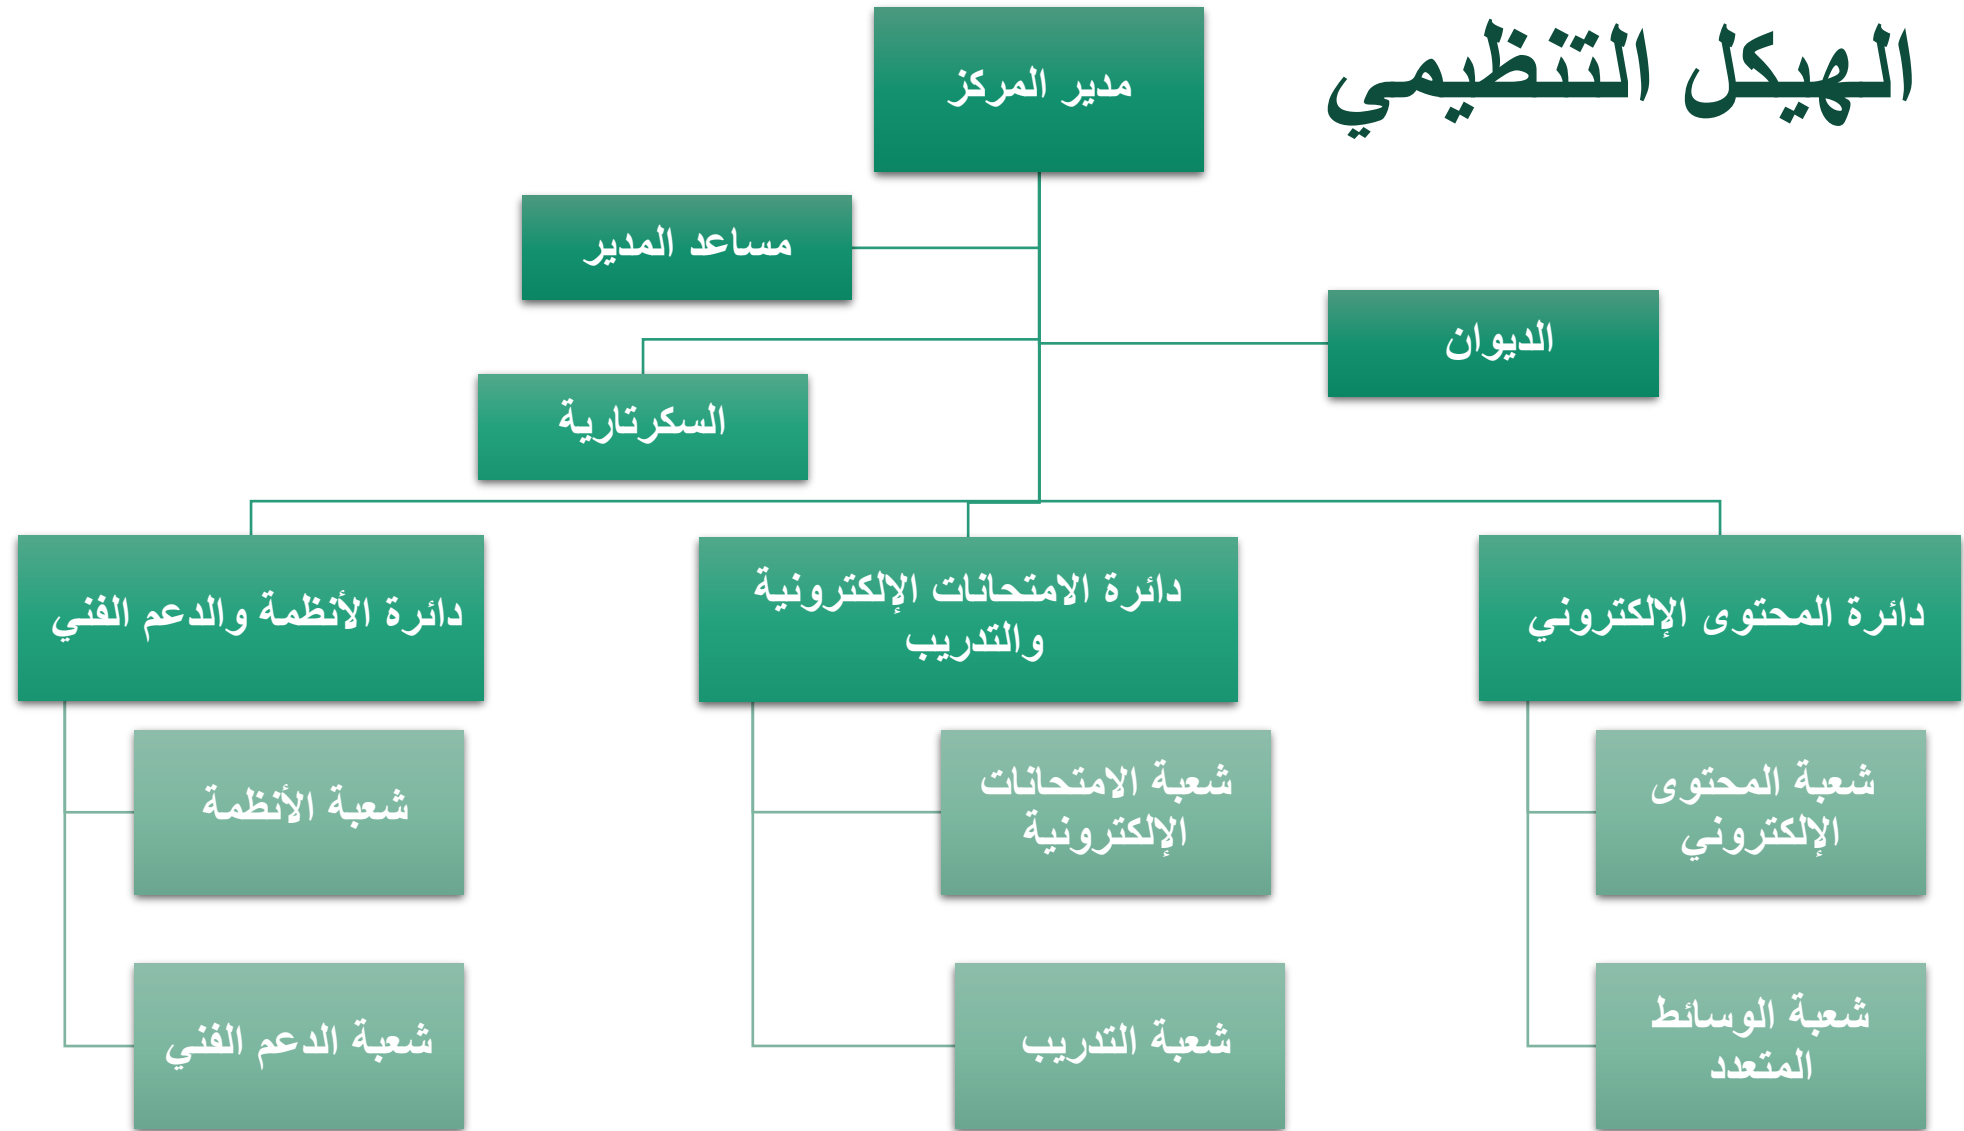 الهيكل التنظيمي
مدير المركز
مساعد المدير
الديوان
السكرتارية
دائرة المحتوى الإلكتروني
دائرة الامتحانات الإلكترونية
والتدريب
دائرة الأنظمة والدعم الفني
شعبة المحتوى
الإلكتروني
شعبة الامتحانات
الإلكترونية
شعبة الأنظمة
شعبة الوسائط
المتعدد
شعبة التدريب
شعبة الدعم الفني